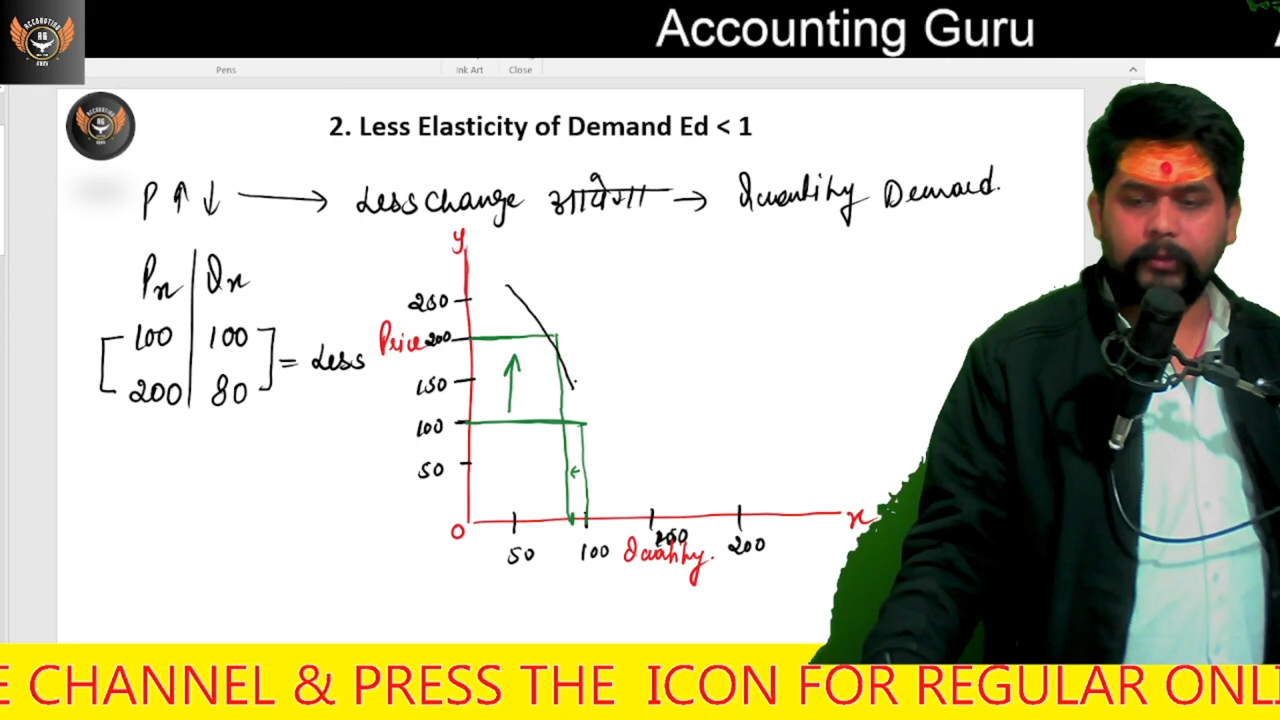 Accounting Guru
Pens
Ink Art
Close
2. Less Elasticity of Demand Ed < 1
P ↑ ↓ → Less change आयेगा → Quantity Demand.
Px Qx
100 100
200 80
= Less
y
250
Price 200
150
100
50
0
50 100 150 200 x
Quantity.
E CHANNEL & PRESS THE ICON FOR REGULAR ONL